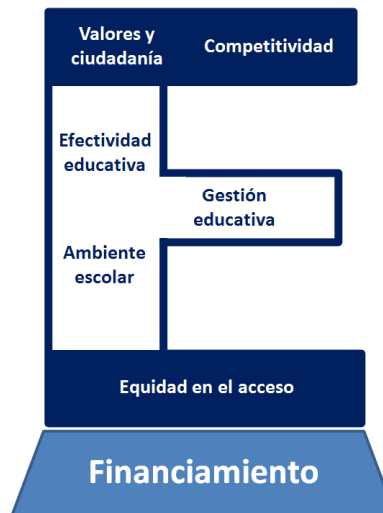 Valores y
ciudadanía
Competitividad
Efectividad
educativa
Gestión
educativa
Ambiente
escolar
Equidad en el acceso
Financiamiento